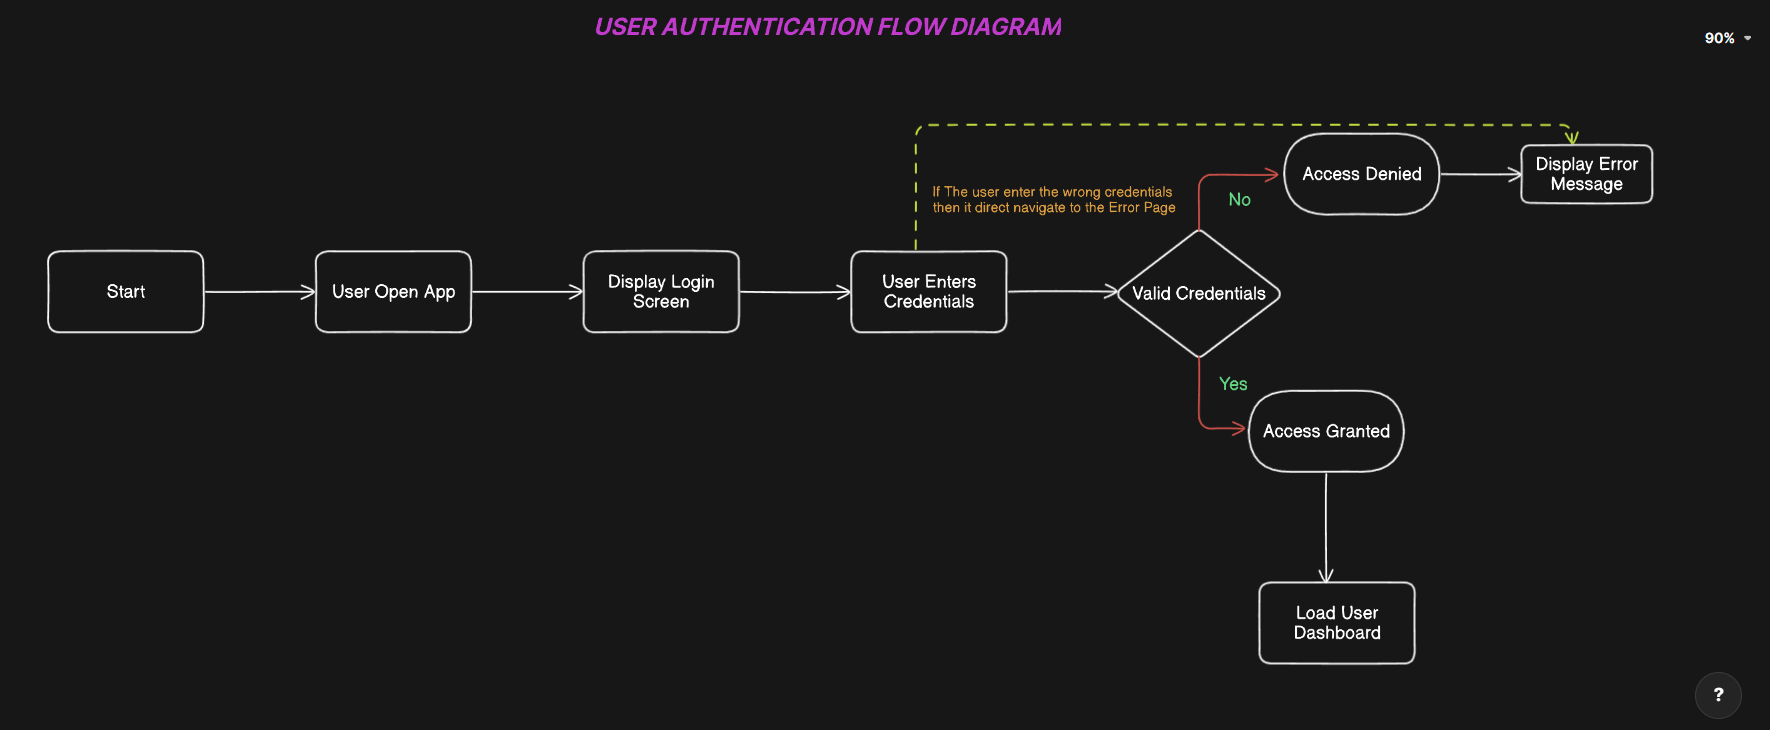 USER AUTHENTICATION FLOW DIAGRAM
90%
If The user enter the wrong credentials
then it direct navigate to the Error Page
No
Access Denied
Display Error
Message
Start
User Open App
Display Login
Screen
User Enters
Credentials
Valid Credentials
Yes
Access Granted
Load User
Dashboard
?